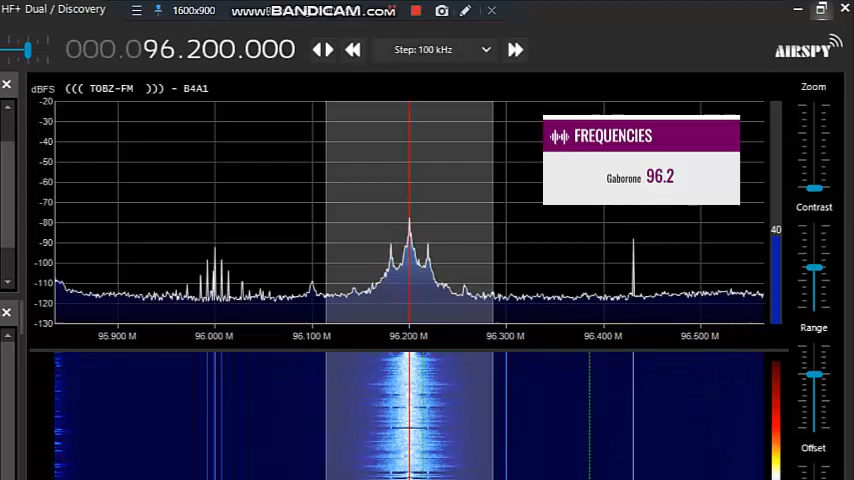 HF+ Dual / Discovery
1600x900
www.BANDICAM.com
000.096.200.000
Step: 100 kHz
AIRSPY
dBFS
((( TOBZ-FM ))) - B4A1
Zoom
-20
-30
-40
-50
-60
-70
-80
-90
-100
-110
-120
-130
FREQUENCIES
Gaborone 96.2
Contrast
40
95.900 M
96.000 M
96.100 M
96.200 M
96.300 M
96.400 M
96.500 M
Range
Offset